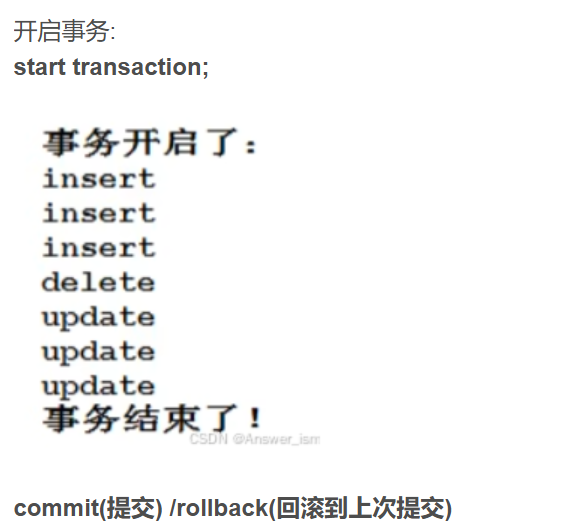 开启事务:
start transaction;
事务开启了：
insert
insert
insert
delete
update
update
update
事务结束了！
CSDN @Answer_ism
commit(提交) /rollback(回滚到上次提交)